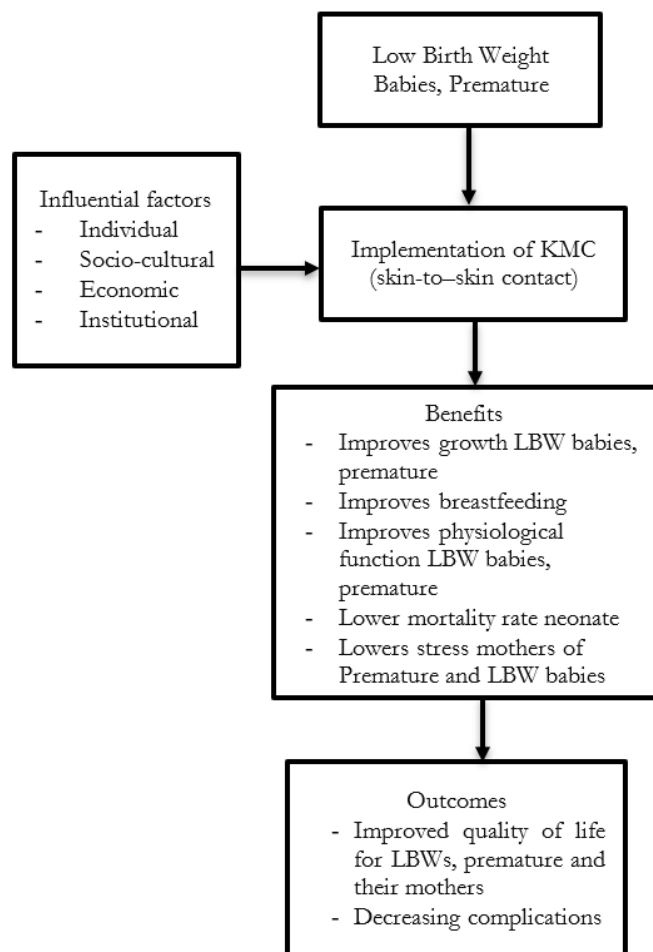 Low Birth Weight
Babies, Premature
Influential factors
- Individual
- Socio-cultural
- Economic
- Institutional
Implementation of KMC
(skin-to–skin contact)
Benefits
- Improves growth LBW babies,
premature
- Improves breastfeeding
- Improves physiological
function LBW babies,
premature
- Lower mortality rate neonate
- Lowers stress mothers of
Premature and LBW babies
Outcomes
- Improved quality of life
for LBWs, premature and
their mothers
- Decreasing complications